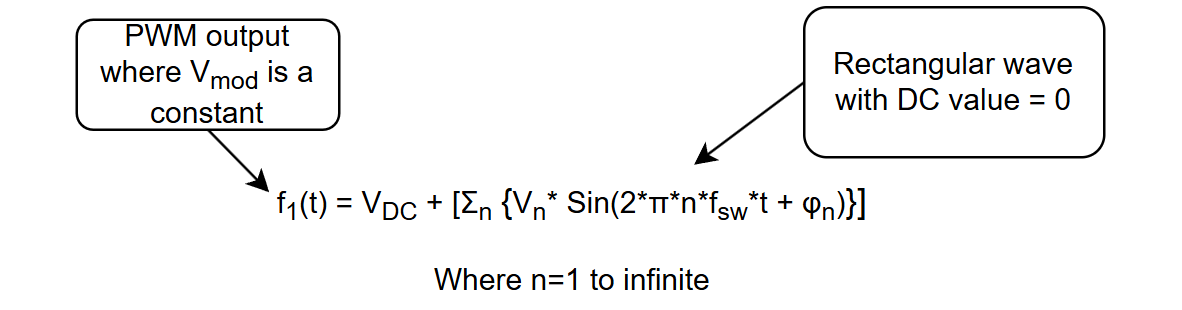 PWM output
where Vmod is a
constant
Rectangular wave
with DC value = 0
f1(t) = VDC + [Σn {Vn* Sin(2*π*n*fsw*t + φn)}]
Where n=1 to infinite